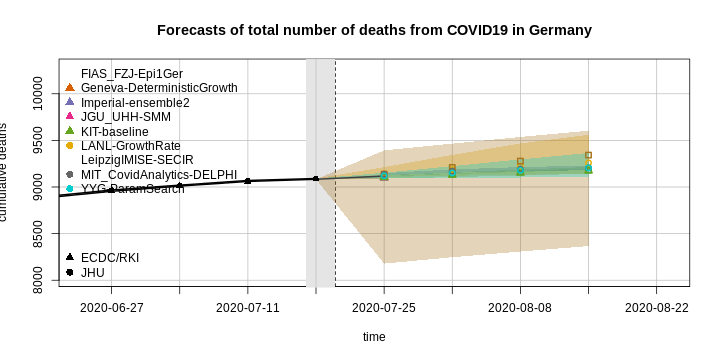 Forecasts of total number of deaths from COVID19 in Germany
cumulative deaths
10000
9500
9000
8500
8000
FIAS_FZJ-Epi1Ger
Geneva-DeterministicGrowth
Imperial-ensemble2
JGU_UHH-SMM
KIT-baseline
LANL-GrowthRate
LeipzigIMISE-SECIR
MIT_CovidAnalytics-DELPHI
YYG-ParamSearch
ECDC/RKI
JHU
2020-06-27 2020-07-11 2020-07-25 2020-08-08 2020-08-22
time